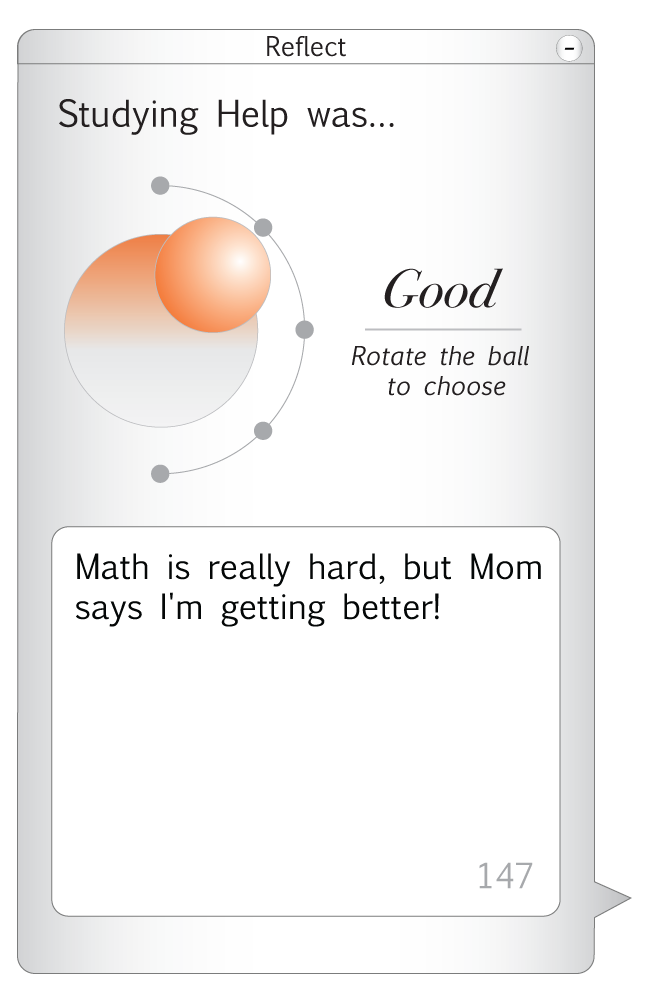 Reflect
-
Studying Help was...
Good
Rotate the ball
to choose
Math is really hard, but Mom
says I'm getting better!
147